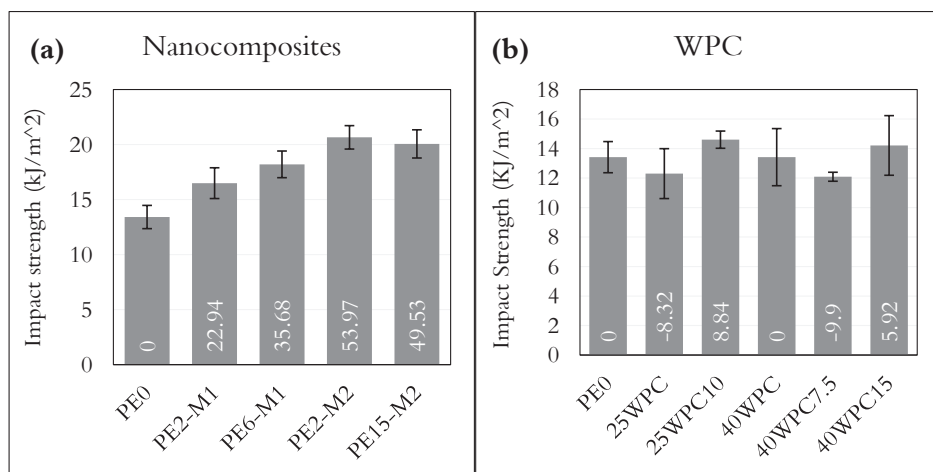 (a) Nanocomposites
Impact strength (kJ/m^2)
25
20
15
10
5
0
0
22.94
35.68
53.97
49.53
PE0
PE2-M1
PE6-M1
PE2-M2
PE15-M2
(b) WPC
Impact Strength (KJ/m^2)
18
16
14
12
10
8
6
4
2
0
0
-8.32
8.84
0
-9.9
5.92
PE0
25WPC
25WPC10
40WPC
40WPC7.5
40WPC15